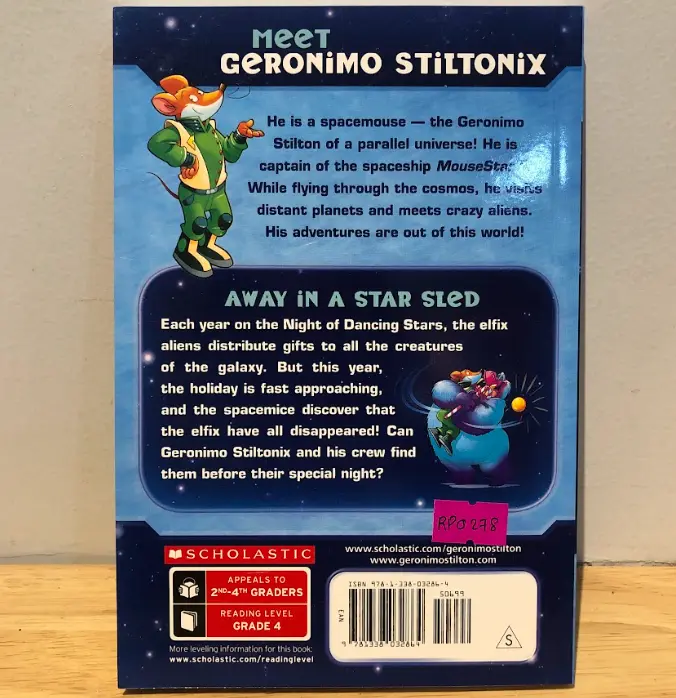 MEET
GERONIMO STILTONIX
He is a spacemouse — the Geronimo
Stilton of a parallel universe! He is
captain of the spaceship
While flying through the cosmos, he visits
distant planets and meets crazy aliens.
His adventures are out of this world!
AWAY IN A STAR SLED
Each year on the Night of Dancing Stars, the elfix
aliens distribute gifts to all the creatures
of the galaxy. But this year,
the holiday is fast approaching,
and the spacemice discover that
the elfix have all disappeared! Can
Geronimo Stiltonix and his crew find
them before their special night?
RP0278
SCHOLASTIC
www.scholastic.com/geronimostilton
www.geronimostilton.com
APPEALS TO
2ND–4TH GRADERS
READING LEVEL
GRADE 4
More leveling information for this book:
www.scholastic.com/readinglevel
ISBN 978-1-338-03286-4
50699
EAN
9 781338 032864
S